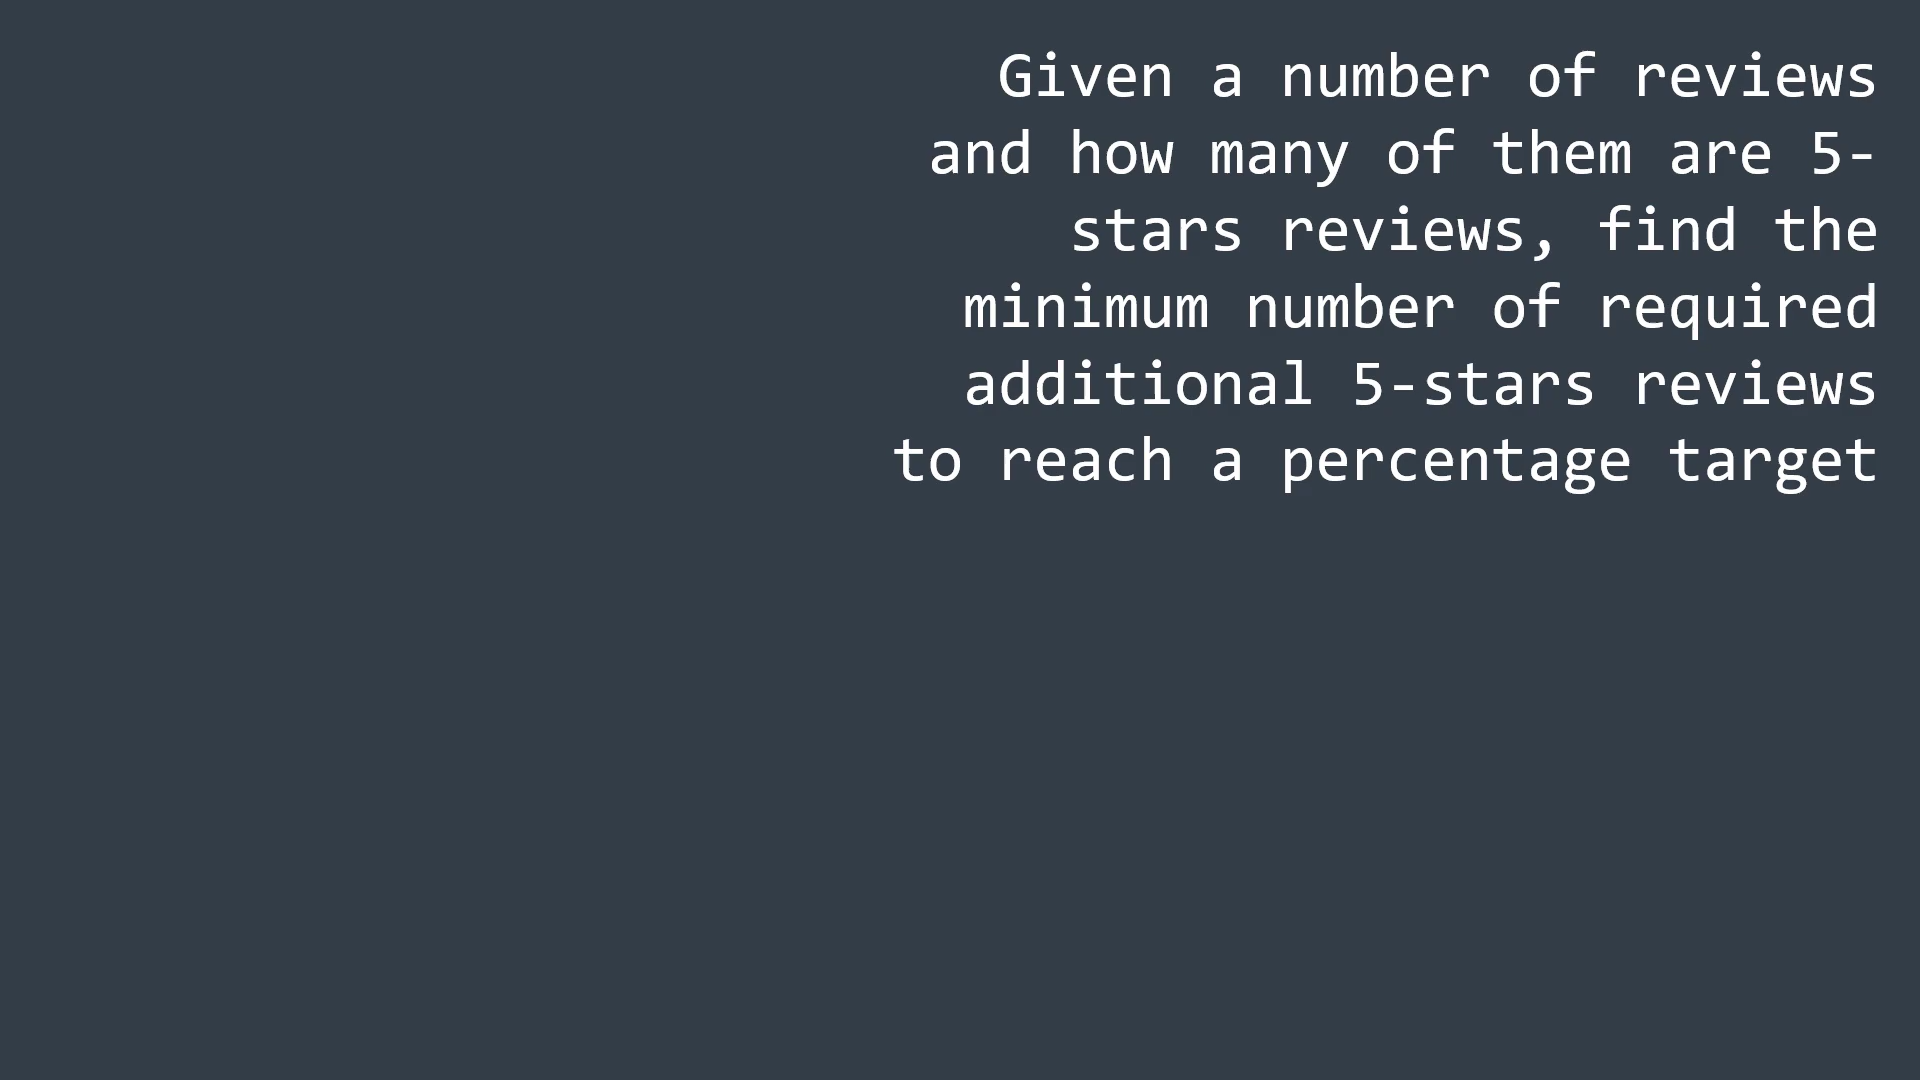 Given a number of reviews
and how many of them are 5-
stars reviews, find the
minimum number of required
additional 5-stars reviews
to reach a percentage target